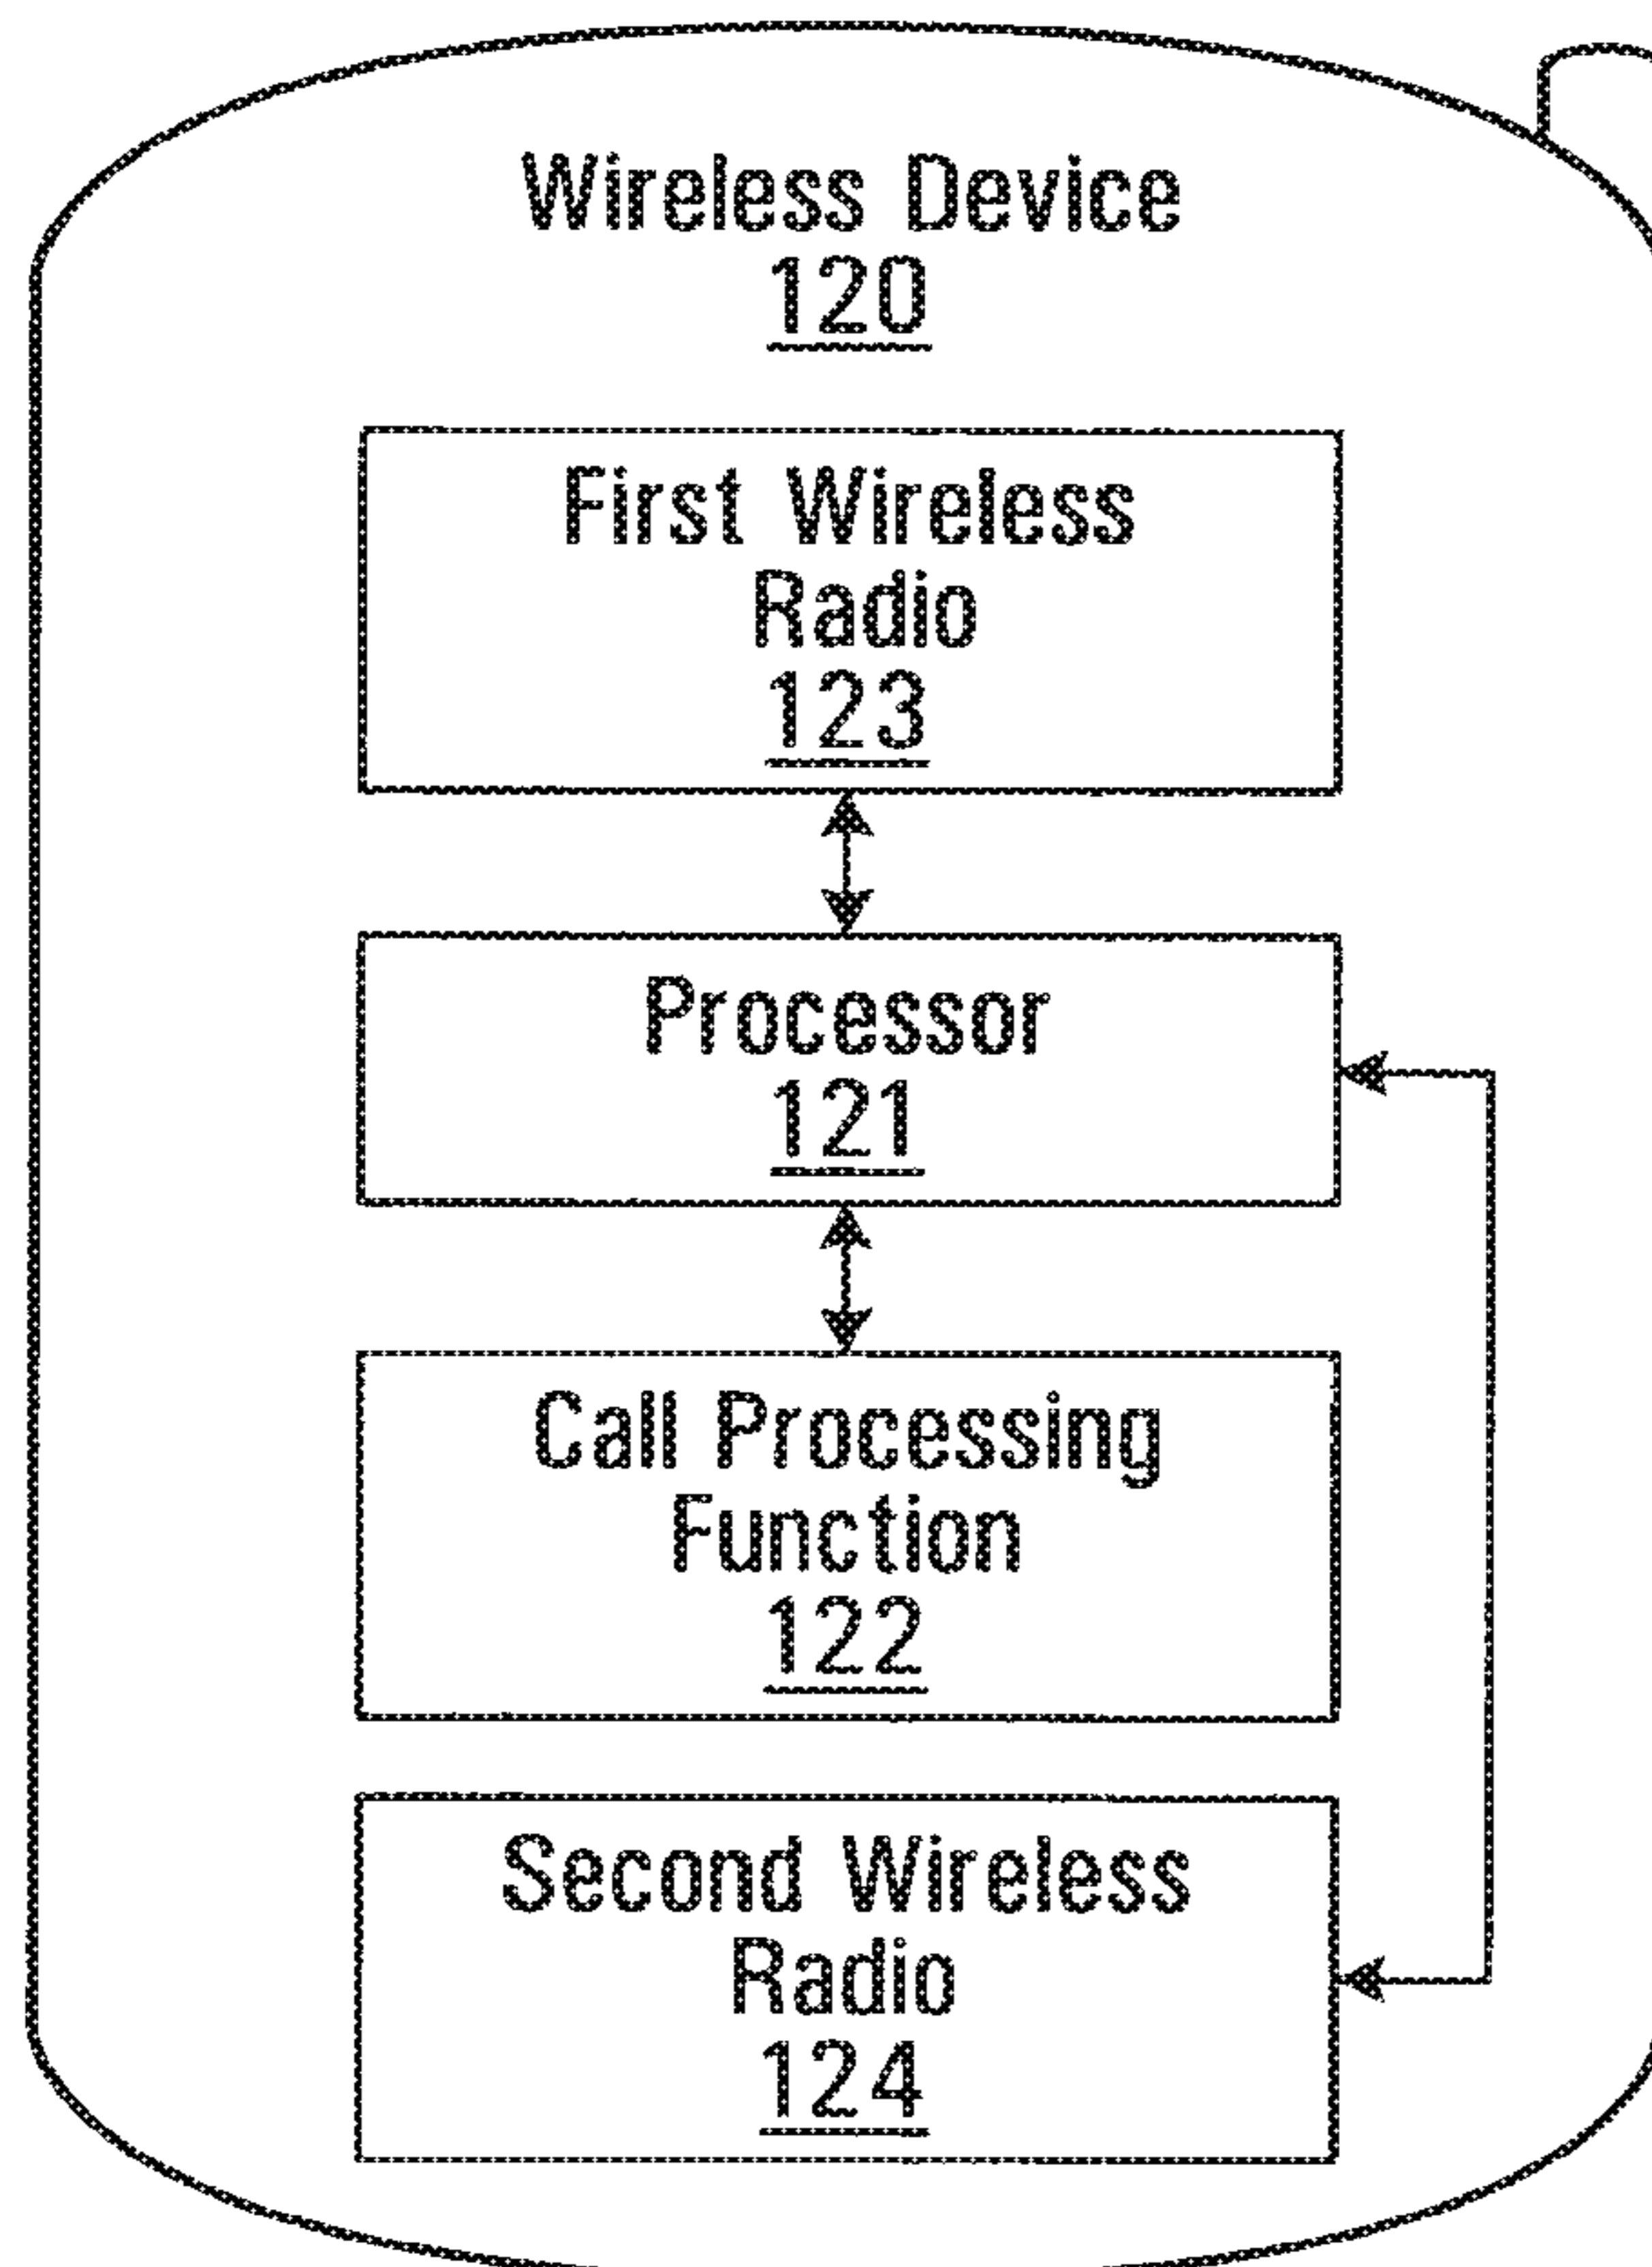 Wireless Device
120
First Wireless
Radio
123
Processor
121
Call Processing
Function
122
Second Wireless
Radio
124